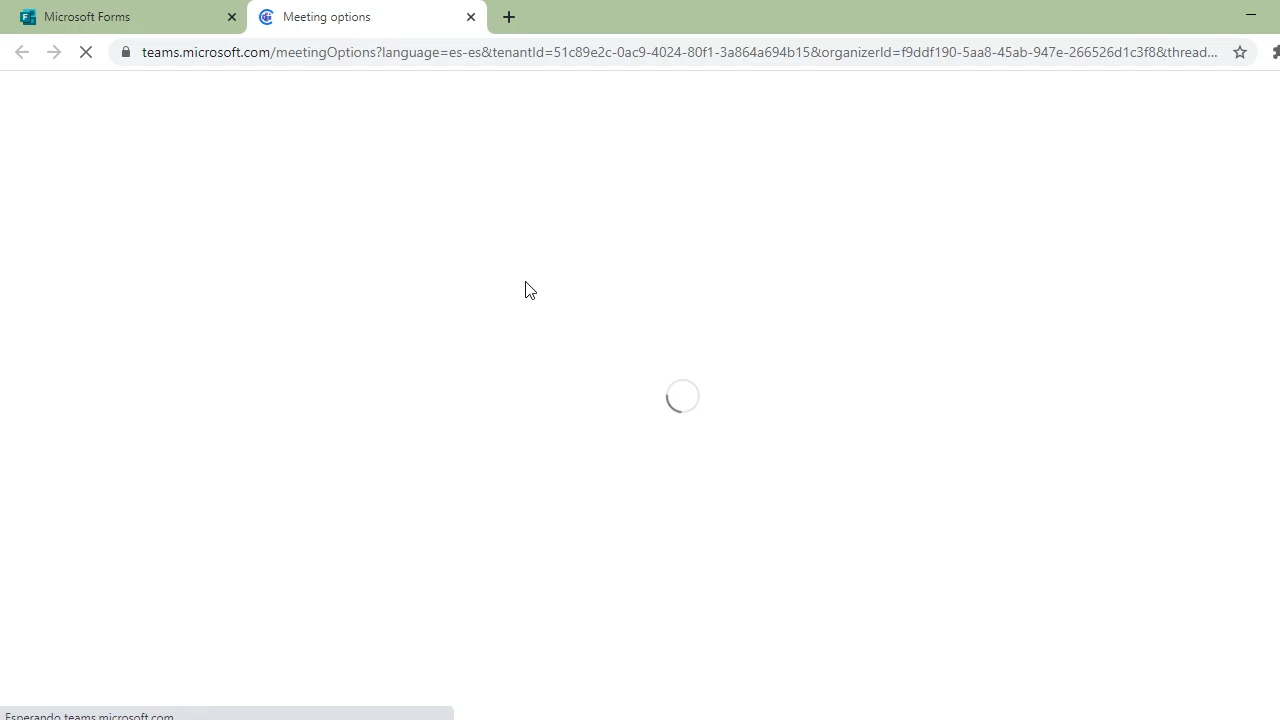 Microsoft Forms
Meeting options
teams.microsoft.com/meetingOptions?language=es-es&tenantId=51c89e2c-0ac9-4024-80f1-3a864a694b15&organizerId=f9ddf190-5aa8-45ab-947e-266526d1c3f8&thread...
Esperando teams.microsoft.com